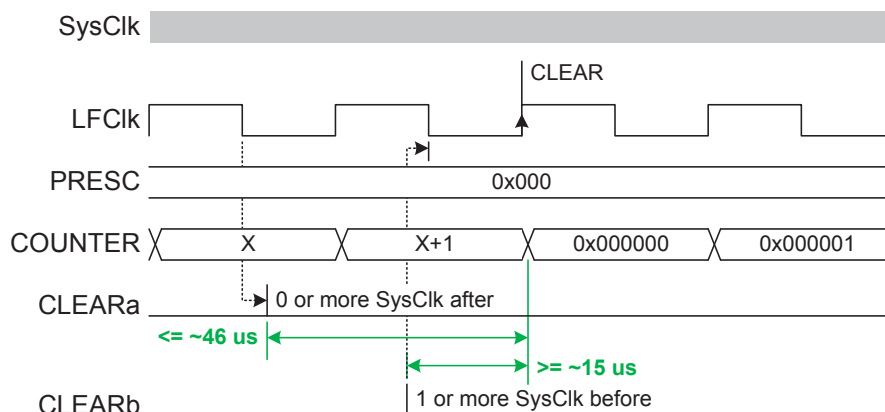 SysClk
CLEAR
LFClk
PRESC
0x000
COUNTER
X
X+1
0x000000
0x000001
CLEARa
0 or more SysClk after
<= ~46 us
>= ~15 us
CLEARb
1 or more SysClk before